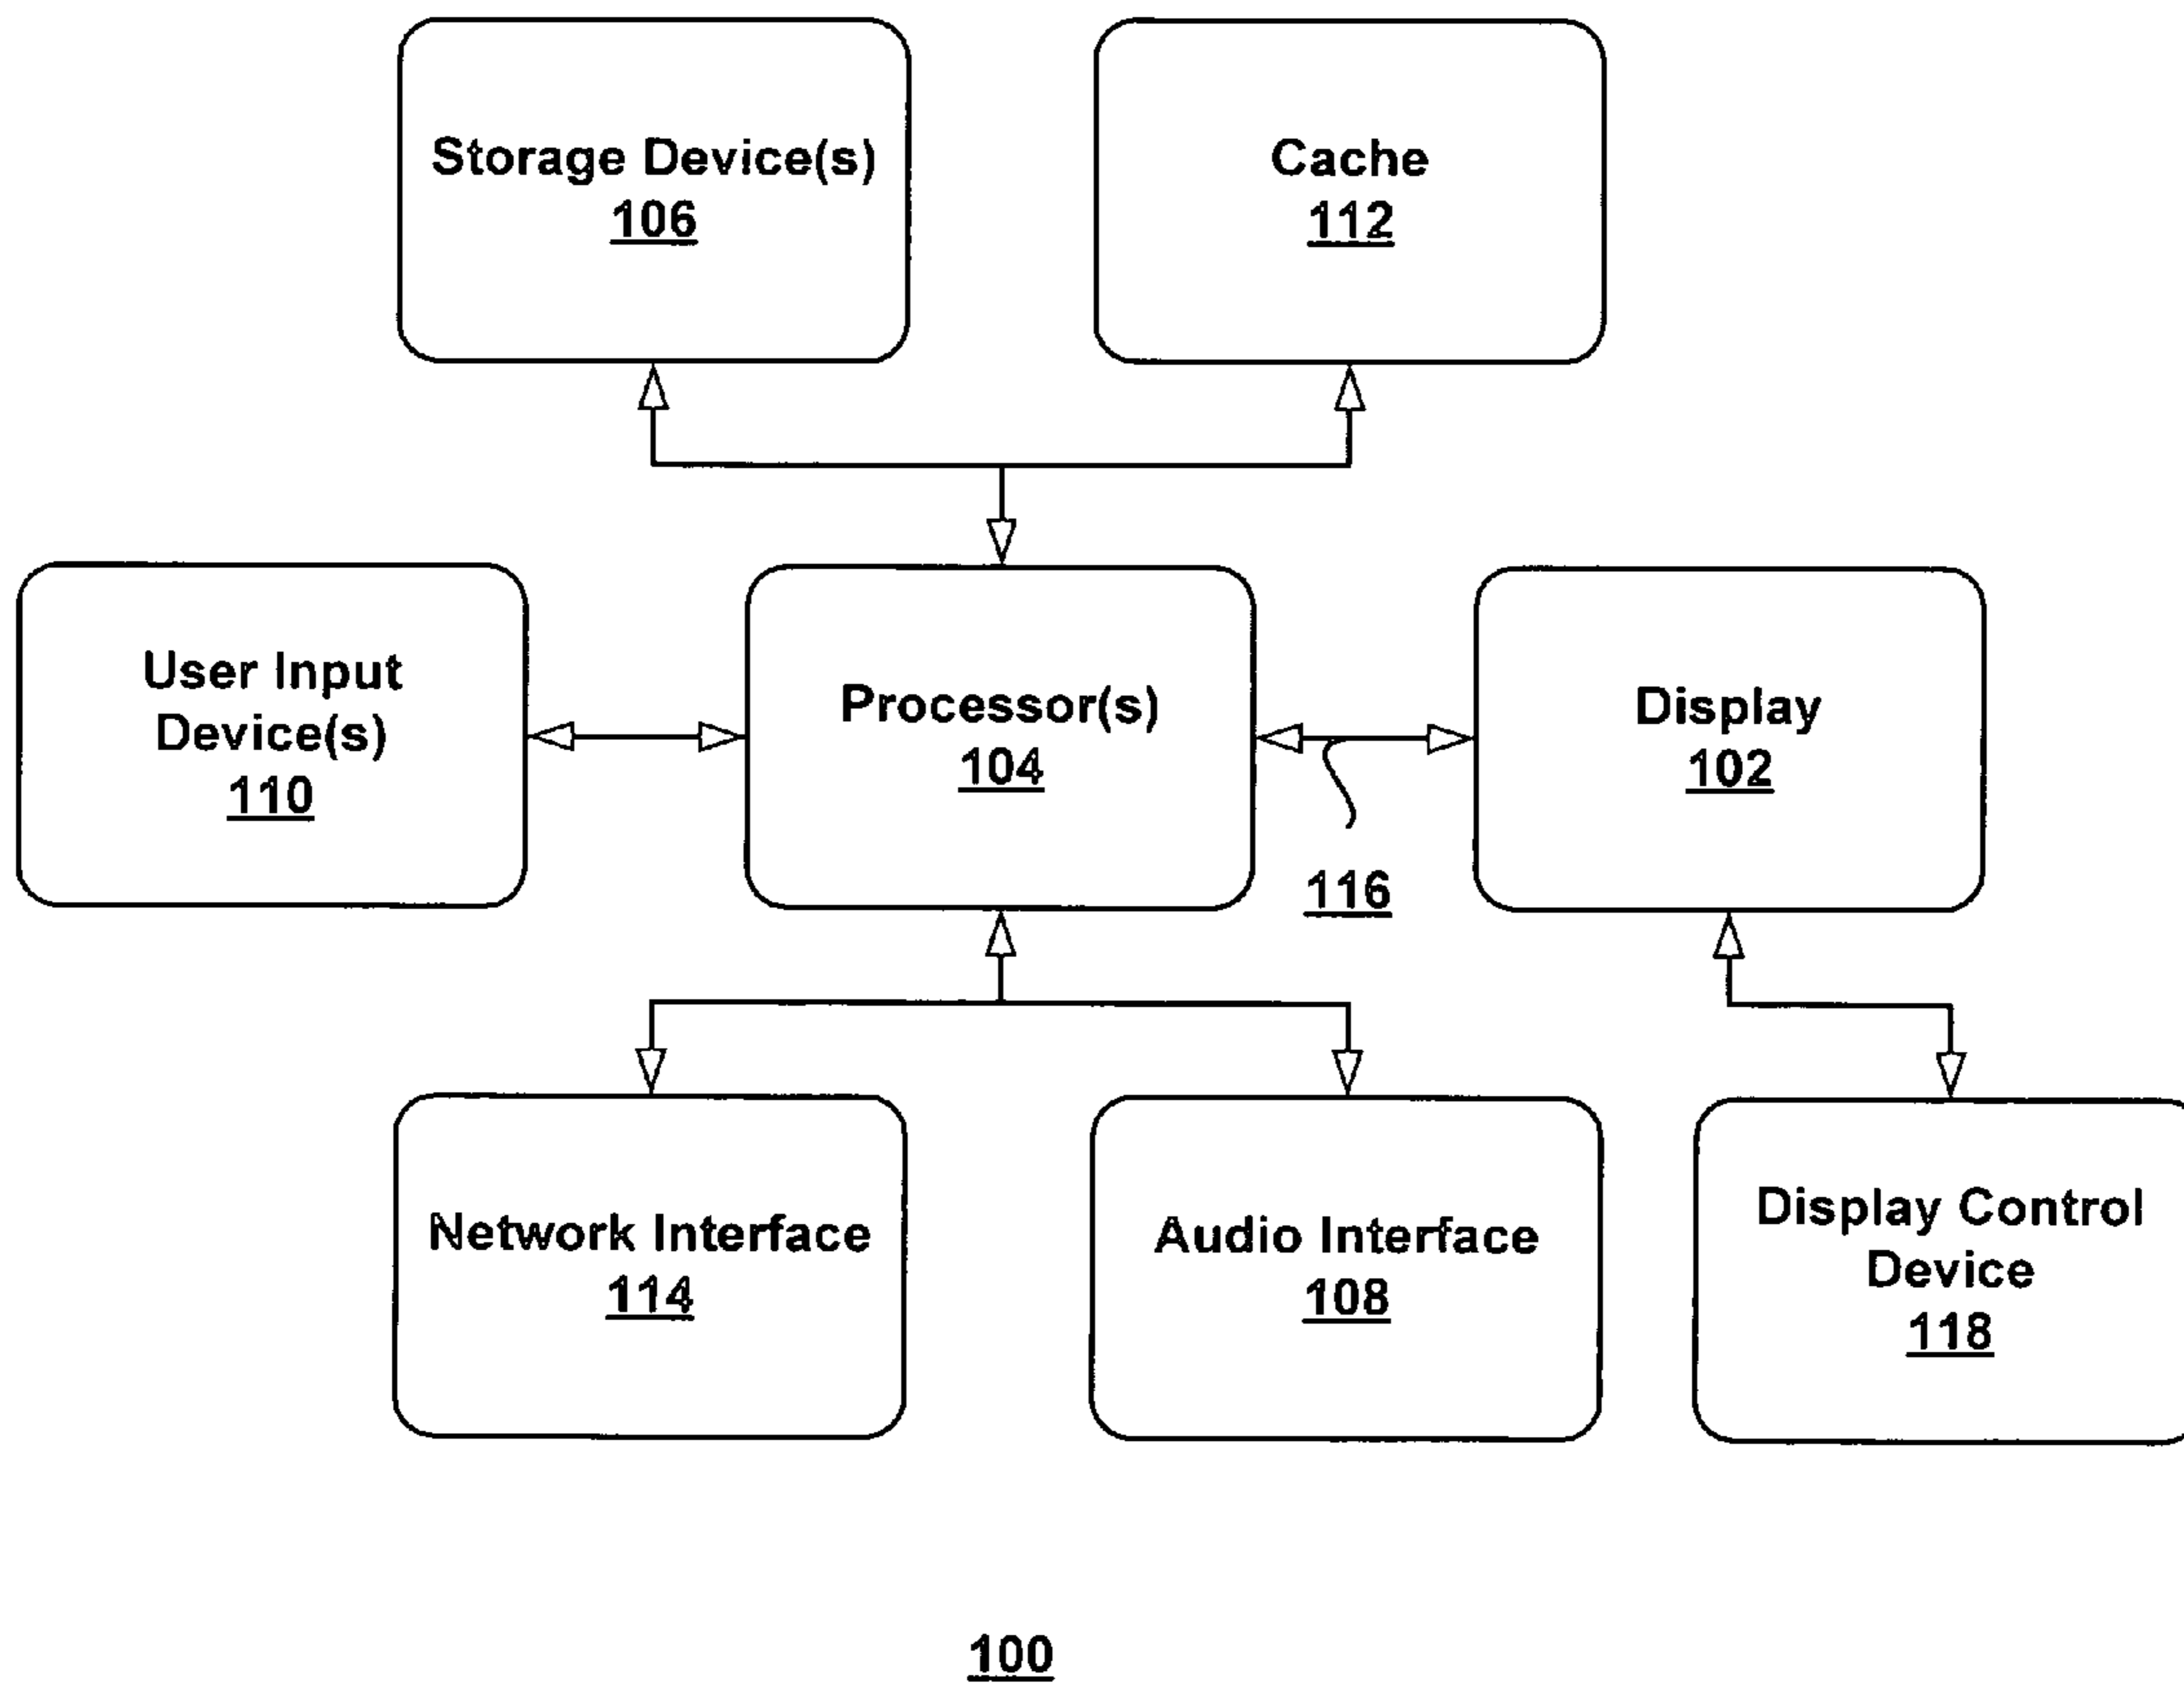 Storage Device(s)
106
Cache
112
User Input
Device(s)
110
Processor(s)
104
Display
102
116
Network Interface
114
Audio Interface
108
Display Control
Device
118
100